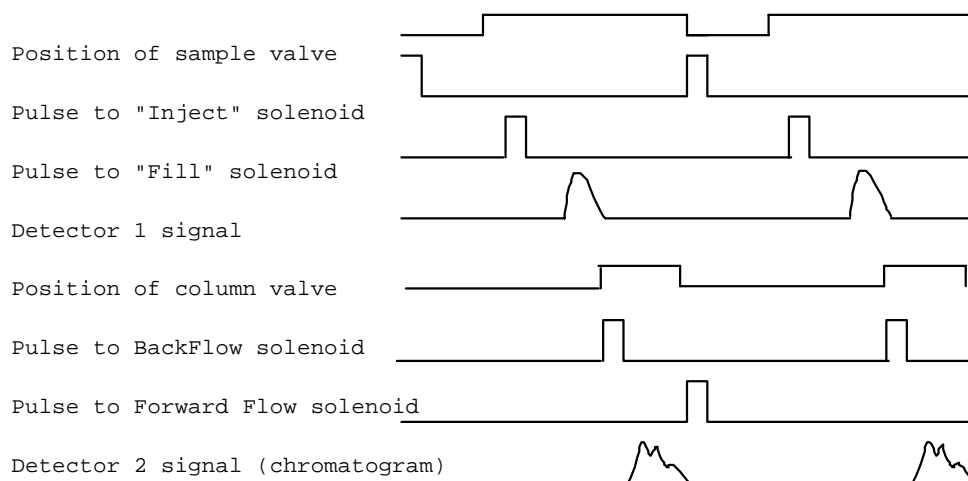 Position of sample valve
Pulse to "Inject" solenoid
Pulse to "Fill" solenoid
Detector 1 signal
Position of column valve
Pulse to BackFlow solenoid
Pulse to Forward Flow solenoid
Detector 2 signal (chromatogram)